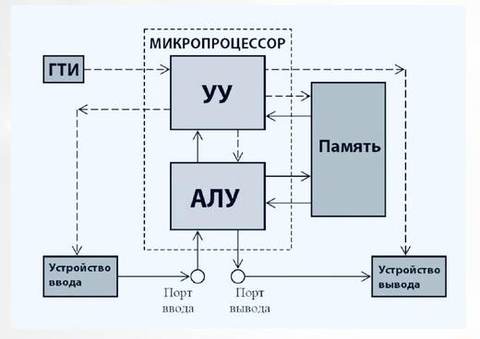 МИКРОПРОЦЕССОР
ГТИ
УУ
Память
АЛУ
Устройство
ввода
Порт
ввода
Порт
вывода
Устройство
вывода